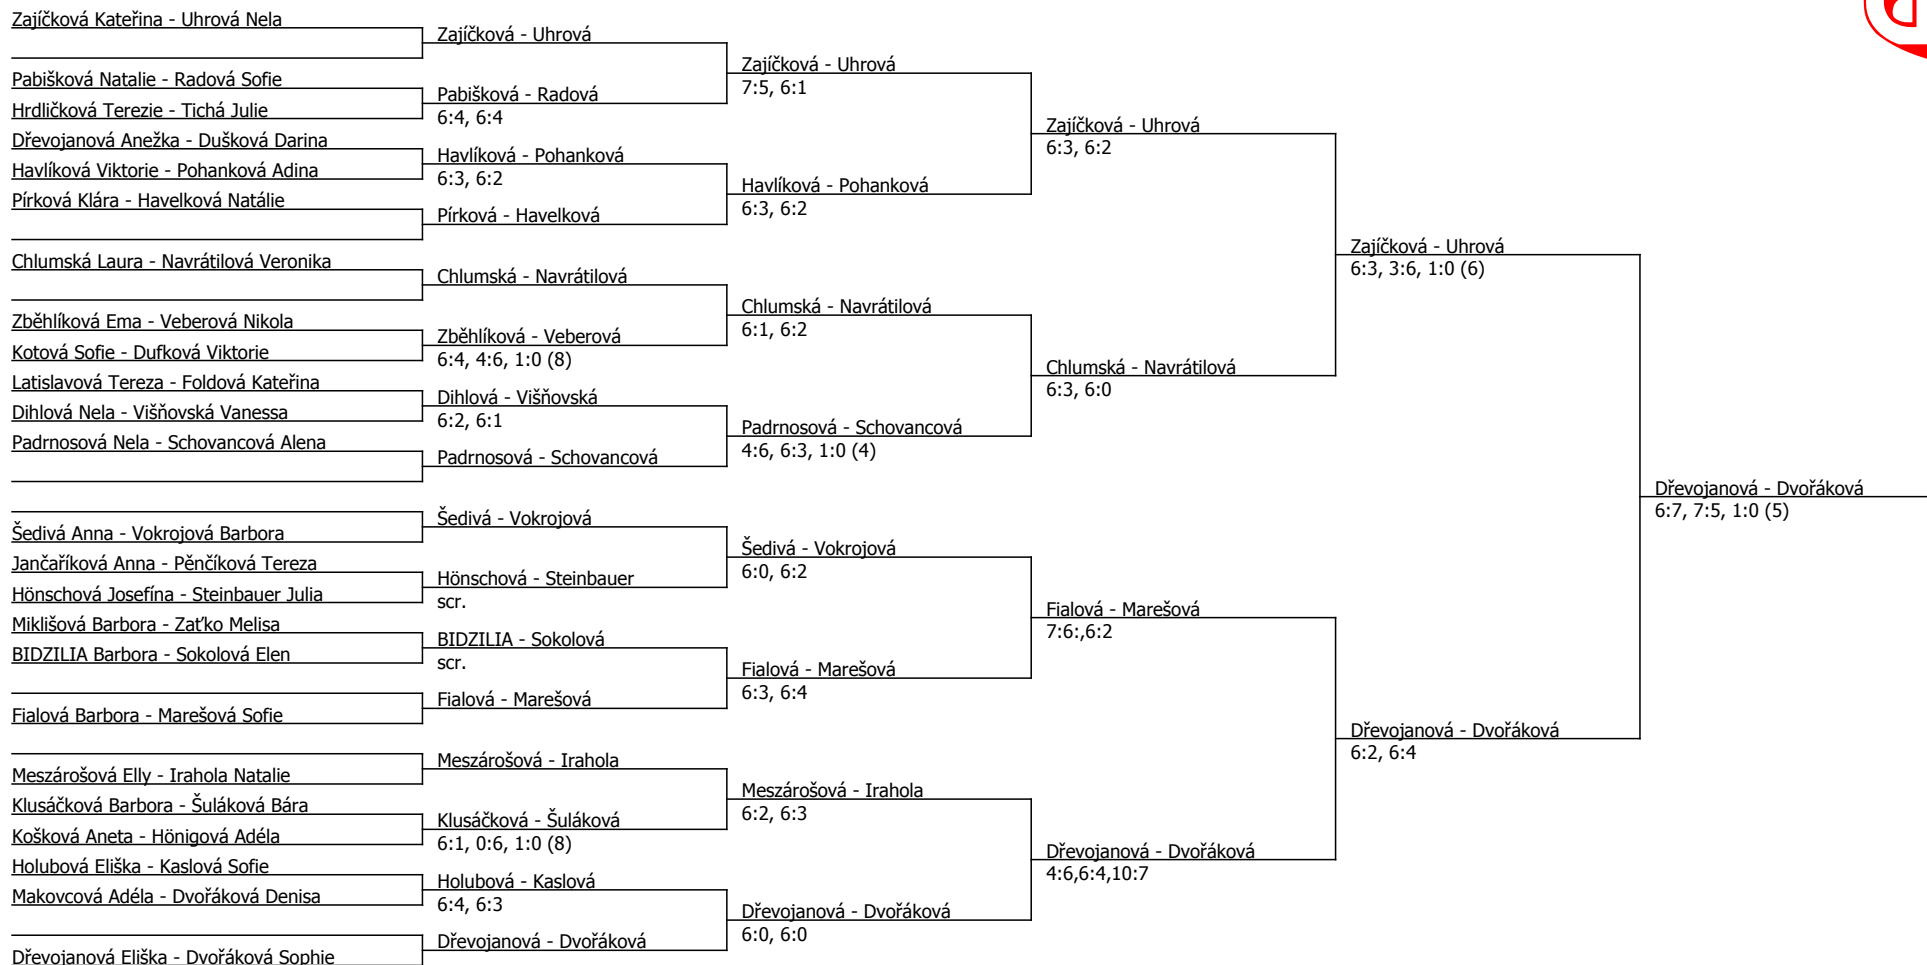 Zajíčková Kateřina - Uhrová Nela
Pabišková Natalie - Radová Sofie
Hrdličková Terezie - Tichá Julie
Dřevojanová Anežka - Dušková Darina
Havlíková Viktorie - Pohanková Adina
Pírková Klára - Havelková Natálie
Chlumská Laura - Navrátilová Veronika
Zběhlíková Ema - Veberová Nikola
Kotová Sofie - Dufková Viktorie
Latislavová Tereza - Foldová Kateřina
Dihlová Nela - Višňovská Vanessa
Padrnosová Nela - Schovancová Alena
Šedivá Anna - Vokrojová Barbora
Jančaříková Anna - Pěnčíková Tereza
Hönschová Josefína - Steinbauer Julia
Miklišová Barbora - Zaťko Melisa
BIDZILIA Barbora - Sokolová Elen
Fialová Barbora - Marešová Sofie
Meszárošová Elly - Irahola Natalie
Klusáčková Barbora - Šuláková Bára
Košková Aneta - Hönigová Adéla
Holubová Eliška - Kaslová Sofie
Makovcová Adéla - Dvořáková Denisa
Dřevojanová Eliška - Dvořáková Sophie
Zajíčková - Uhrová
Pabišková - Radová
6:4, 6:4
Havlíková - Pohanková
6:3, 6:2
Pírková - Havelková
Chlumská - Navrátilová
Zběhlíková - Veberová
6:4, 4:6, 1:0 (8)
Dihlová - Višňovská
6:2, 6:1
Padrnosová - Schovancová
Šedivá - Vokrojová
Hönschová - Steinbauer
scr.
BIDZILIA - Sokolová
scr.
Fialová - Marešová
Meszárošová - Irahola
Klusáčková - Šuláková
6:1, 0:6, 1:0 (8)
Holubová - Kaslová
6:4, 6:3
Dřevojanová - Dvořáková
Zajíčková - Uhrová
7:5, 6:1
Havlíková - Pohanková
6:3, 6:2
Chlumská - Navrátilová
6:1, 6:2
Padrnosová - Schovancová
4:6, 6:3, 1:0 (4)
Šedivá - Vokrojová
6:0, 6:2
Fialová - Marešová
6:3, 6:4
Meszárošová - Irahola
6:2, 6:3
Dřevojanová - Dvořáková
6:0, 6:0
Zajíčková - Uhrová
6:3, 6:2
Chlumská - Navrátilová
6:3, 6:0
Fialová - Marešová
7:6:,6:2
Dřevojanová - Dvořáková
4:6,6:4,10:7
Zajíčková - Uhrová
6:3, 3:6, 1:0 (6)
Dřevojanová - Dvořáková
6:2, 6:4
Dřevojanová - Dvořáková
6:7, 7:5, 1:0 (5)